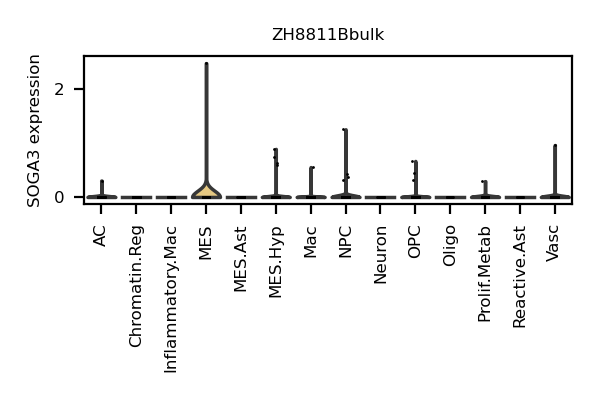 ZH8811Bbulk
SOGA3 expression
2
0
AC
Chromatin.Reg
Inflammatory.Mac
MES
MES.Ast
MES.Hyp
Mac
NPC
Neuron
OPC
Oligo
Prolif.Metab
Reactive.Ast
Vasc